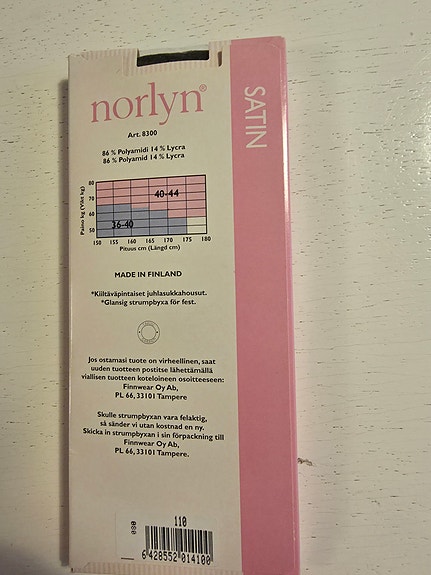 norlyn®
SATIN
Art. 8300
86 % Polyamidi 14 % Lycra
86 % Polyamid 14 % Lycra
Paino kg (Vikt kg)
80
70
60
50
40-44
36-40
150 155 160 165 170 175 180
Pituus cm (Längd cm)
MADE IN FINLAND
*Kiiltäväpintaiset juhlasukkahousut.
*Glansig strumpbyxa för fest.
Jos ostamasi tuote on virheellinen, saat
uuden tuotteen postitse lähettämällä
viallisen tuotteen koteloineen osoitteeseen:
Finnwear Oy Ab,
PL 66, 33101 Tampere
Skulle strumpbyxan vara felaktig,
så sänder vi utan kostnad en ny.
Skicka in strumpbyxan i sin förpackning till
Finnwear Oy Ab,
PL 66, 33101 Tampere.
080
110
6 428552 014100